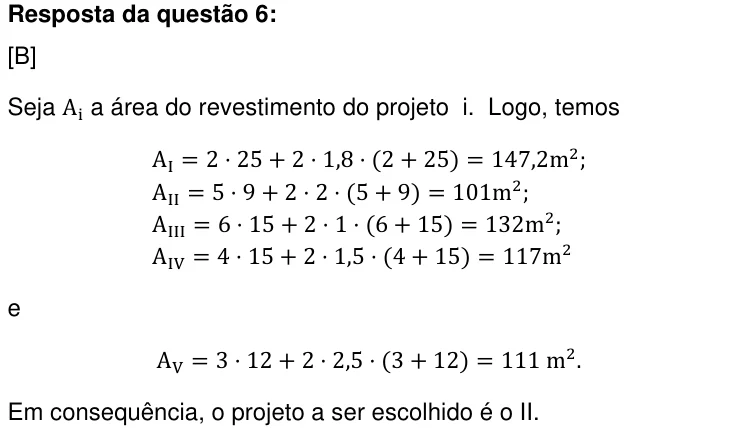 Resposta da questão 6:
[B]
Seja Aᵢ a área do revestimento do projeto i. Logo, temos
A_I = 2 · 25 + 2 · 1,8 · (2 + 25) = 147,2m²;
A_II = 5 · 9 + 2 · 2 · (5 + 9) = 101m²;
A_III = 6 · 15 + 2 · 1 · (6 + 15) = 132m²;
A_IV = 4 · 15 + 2 · 1,5 · (4 + 15) = 117m²
e
A_V = 3 · 12 + 2 · 2,5 · (3 + 12) = 111 m².
Em consequência, o projeto a ser escolhido é o II.